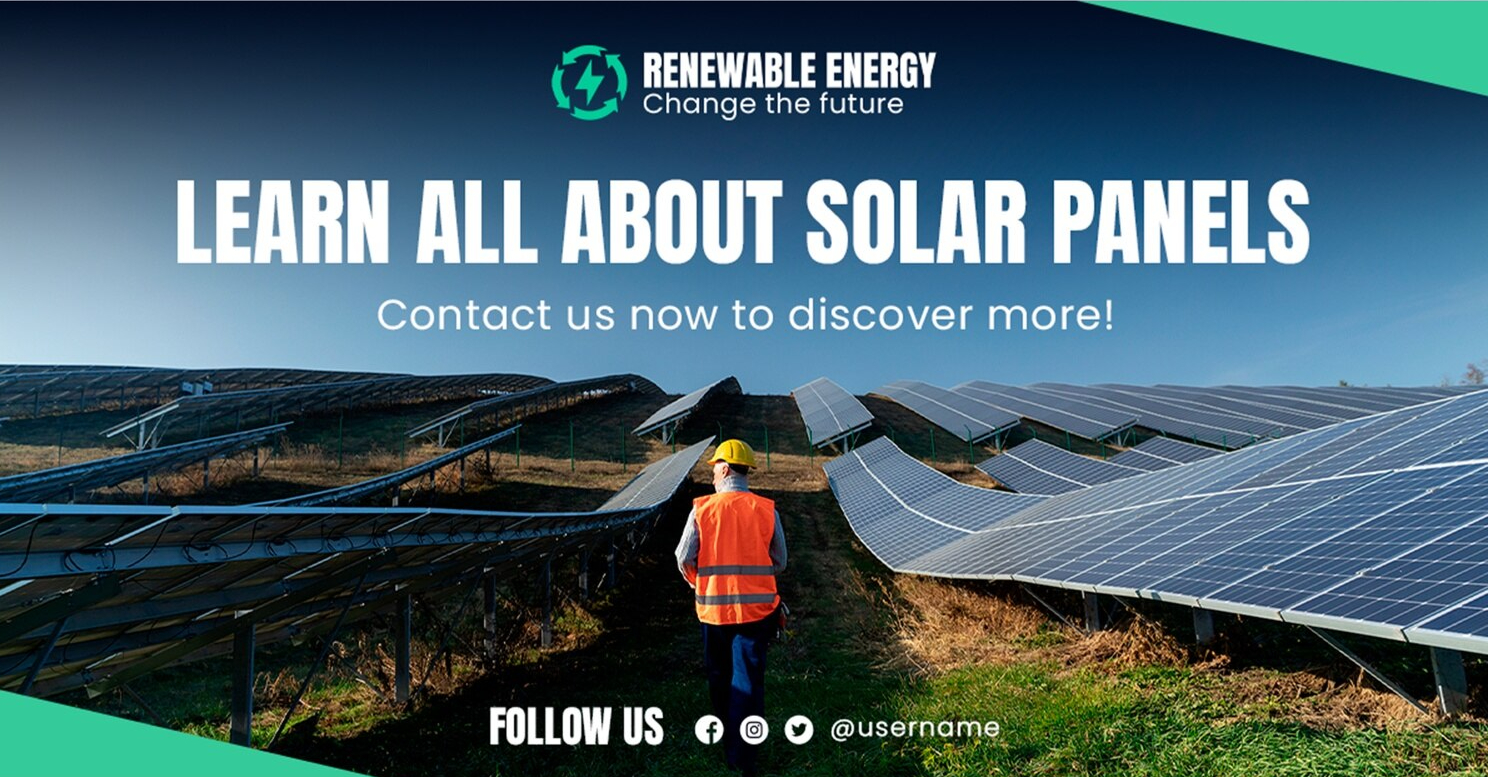 RENEWABLE ENERGY
Change the future
LEARN ALL ABOUT SOLAR PANELS
Contact us now to discover more!
FOLLOW US @username